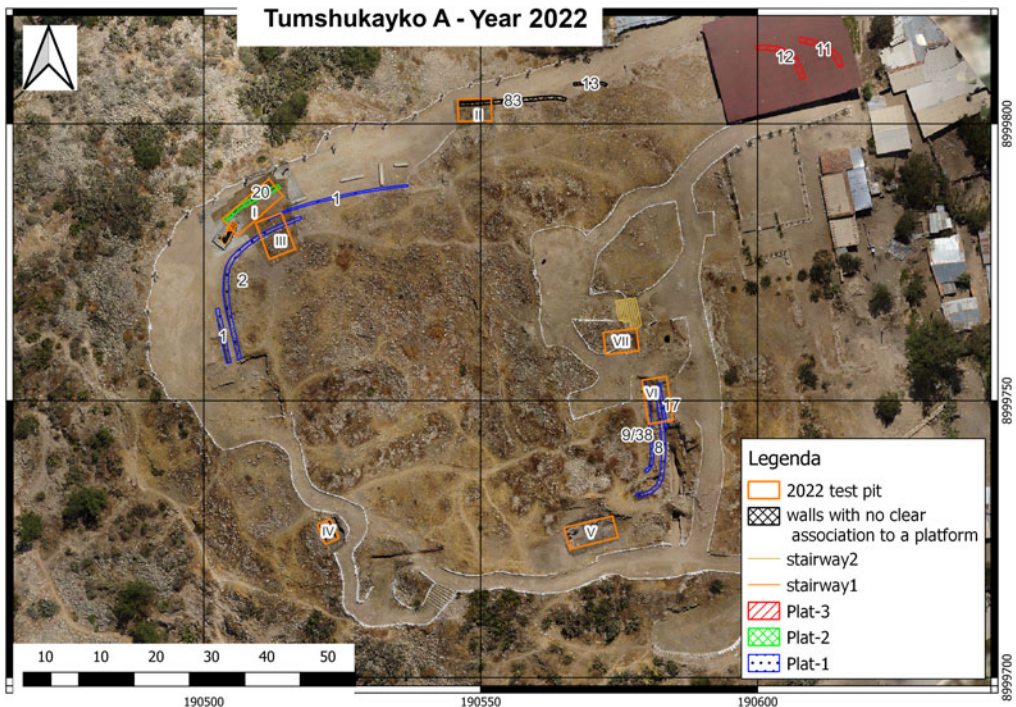 Tumshukayko A - Year 2022
11
12
13
83
II
8999800
20
1
I
III
2
1
VII
VI
17
8999750
9/38
8
IV
V
Legenda
2022 test pit
walls with no clear
association to a platform
stairway2
stairway1
Plat-3
Plat-2
Plat-1
10 10 20 30 40 50
8999700
190500 190550 190600